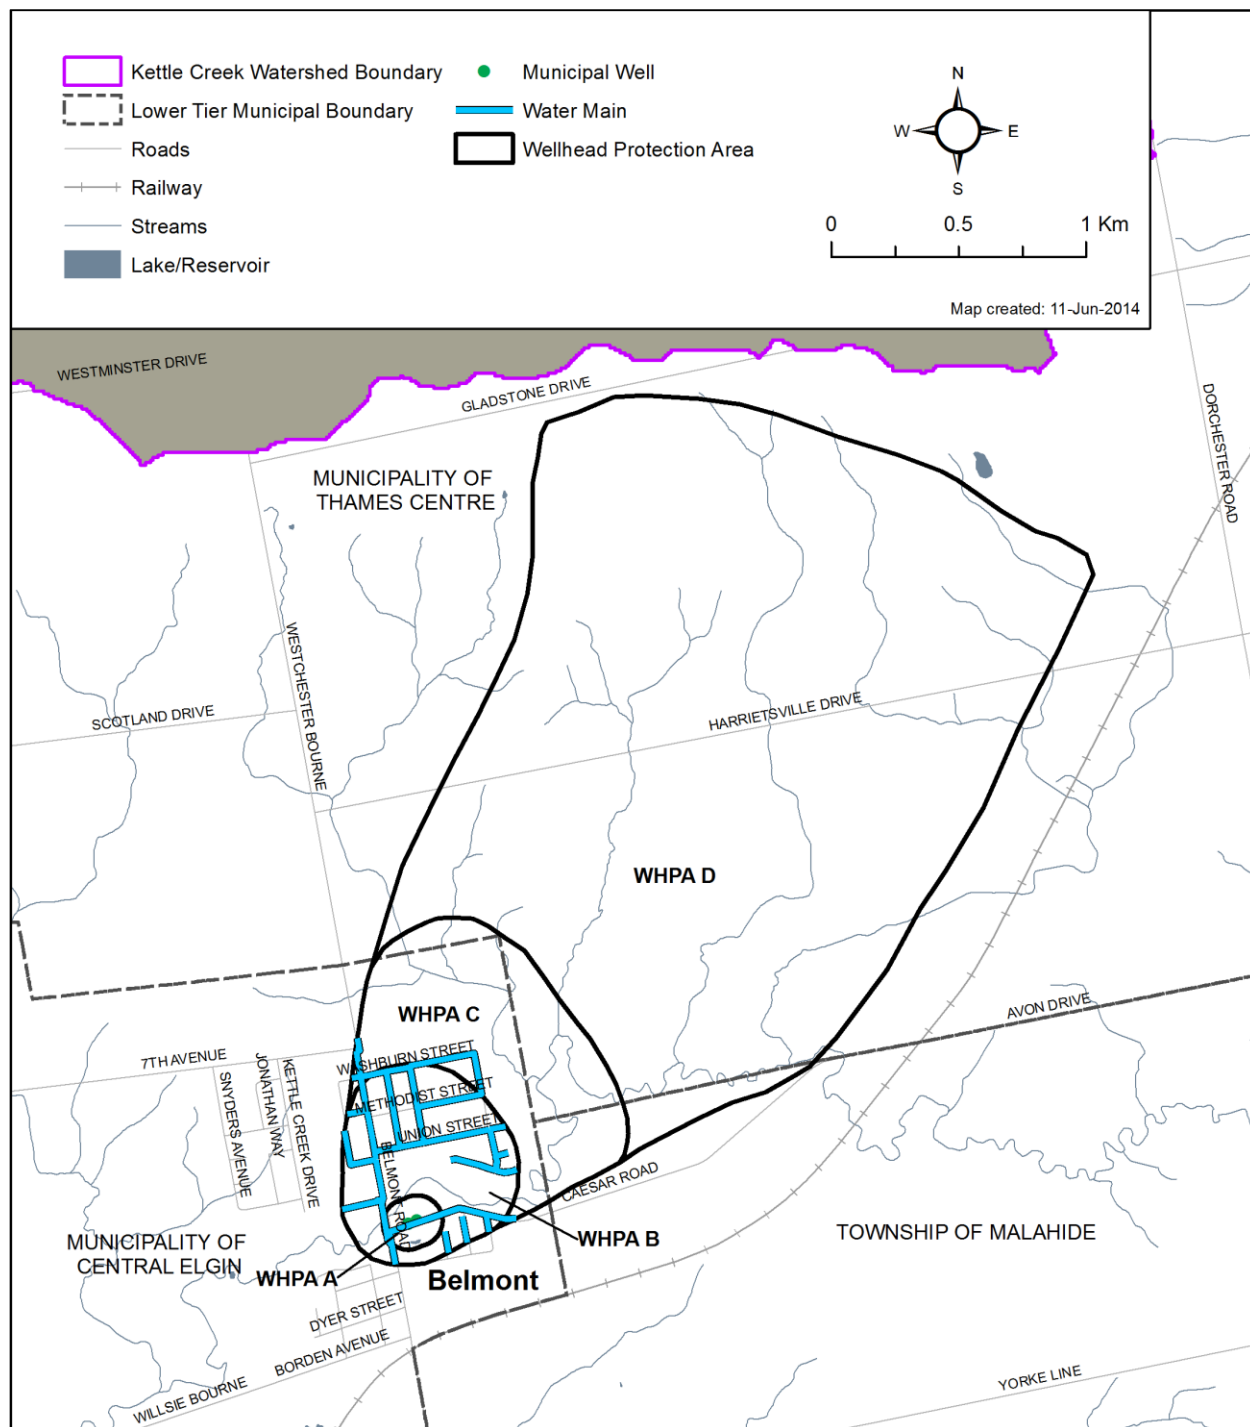 Kettle Creek Watershed Boundary
Lower Tier Municipal Boundary
Roads
Railway
Streams
Lake/Reservoir
Municipal Well
Water Main
Wellhead Protection Area
N
W E
S
0 0.5 1 Km
Map created: 11-Jun-2014
WESTMINSTER DRIVE
GLADSTONE DRIVE
DORCHESTER ROAD
MUNICIPALITY OF
THAMES CENTRE
WESTCHESTER BOURNE
SCOTLAND DRIVE
HARRIETSVILLE DRIVE
WHPA D
AVON DRIVE
WHPA C
7TH AVENUE
WASHBURN STREET
METHODIST STREET
UNION STREET
SNYDERS AVENUE
JONATHAN WAY
KETTLE CREEK DRIVE
BELMONT ROAD
CAESAR ROAD
WHPA B
TOWNSHIP OF MALAHIDE
MUNICIPALITY OF
CENTRAL ELGIN
WHPA A
Belmont
DYER STREET
BORDEN AVENUE
WILLSIE BOURNE
YORKE LINE